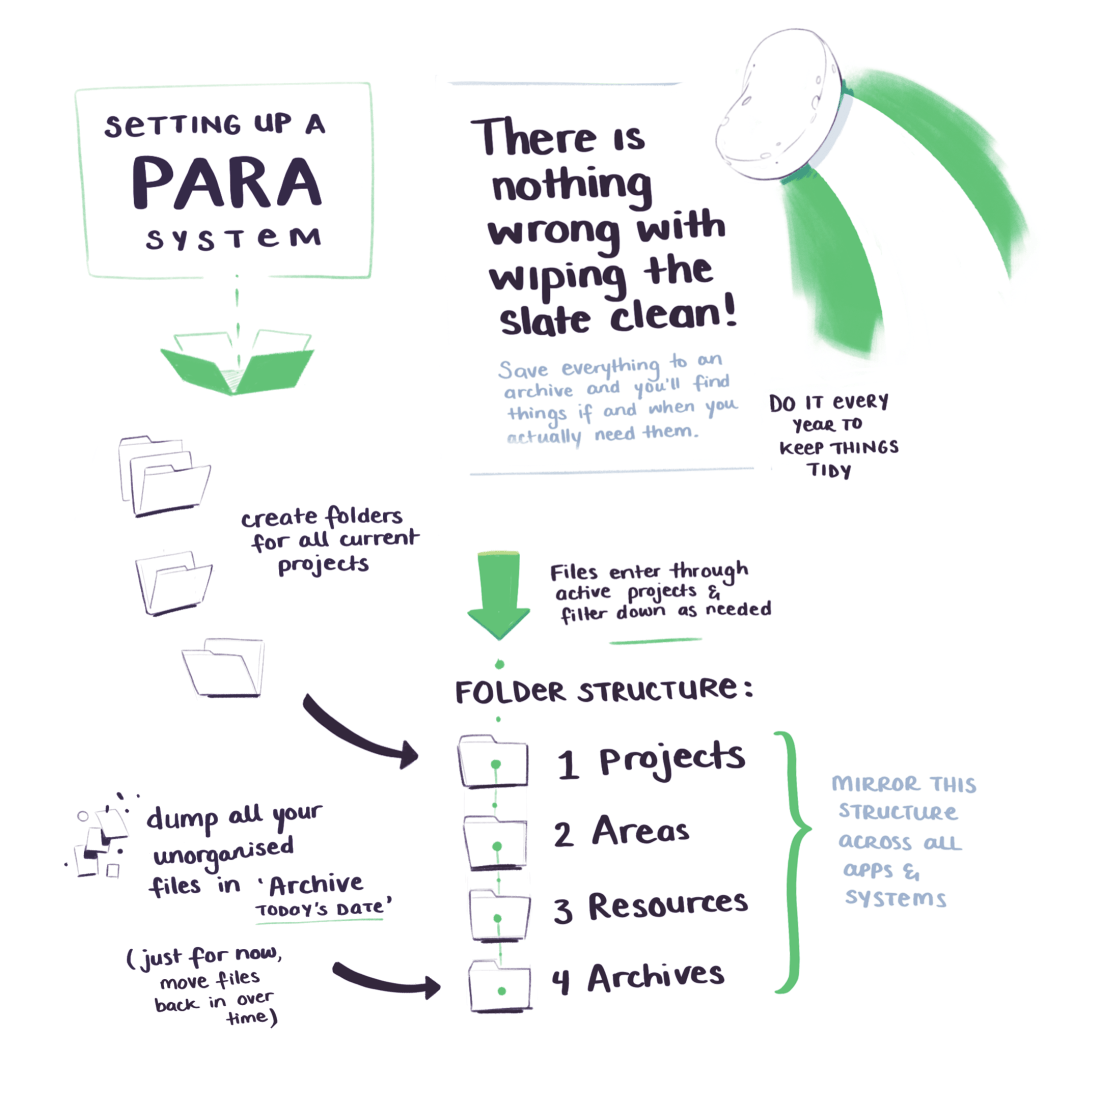 SETTING UP A
PARA
SYSTEM
There is
nothing
wrong with
wiping the
slate clean!
Save everything to an
archive and you'll find
things if and when you
actually need them.
DO IT EVERY
YEAR TO
KEEP THINGS
TIDY
create folders
for all current
projects
Files enter through
active projects &
filter down as needed
FOLDER STRUCTURE:
1 Projects
2 Areas
3 Resources
4 Archives
MIRROR THIS
STRUCTURE
ACROSS ALL
APPS &
SYSTEMS
dump all your
unorganised
files in 'Archive
TODOY'S DATE'
(just for now,
move files
back in over
time)